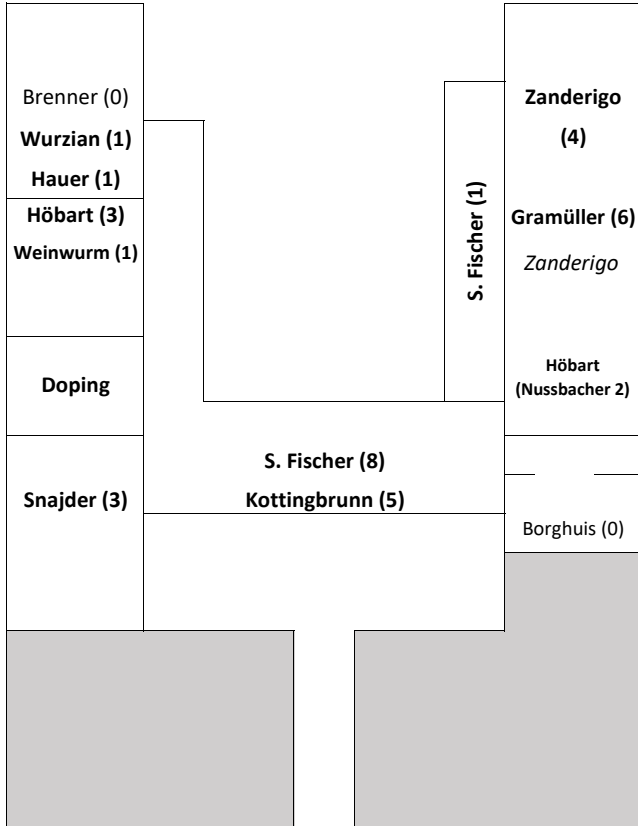 Brenner (0)
Wurzian (1)
Hauer (1)
Höbart (3)
Weinwurm (1)
Doping
Snajder (3)
S. Fischer (8)
Kottingbrunn (5)
S. Fischer (1)
Zanderigo
(4)
Gramüller (6)
Zanderigo
Höbart
(Nussbacher 2)
Borghuis (0)